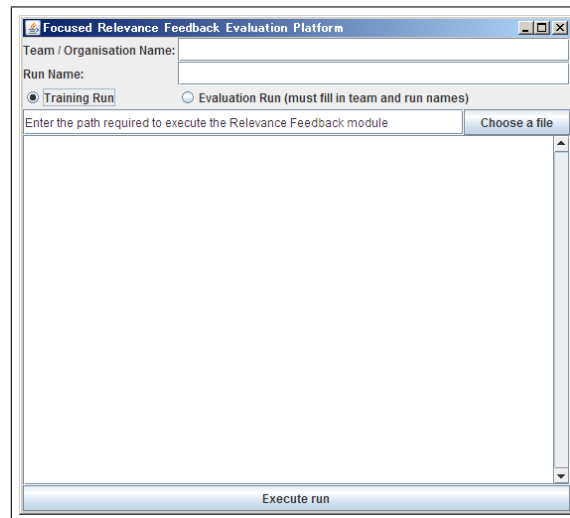 Focused Relevance Feedback Evaluation Platform
Team / Organisation Name:
Run Name:
Training Run Evaluation Run (must fill in team and run names)
Enter the path required to execute the Relevance Feedback module Choose a file
Execute run